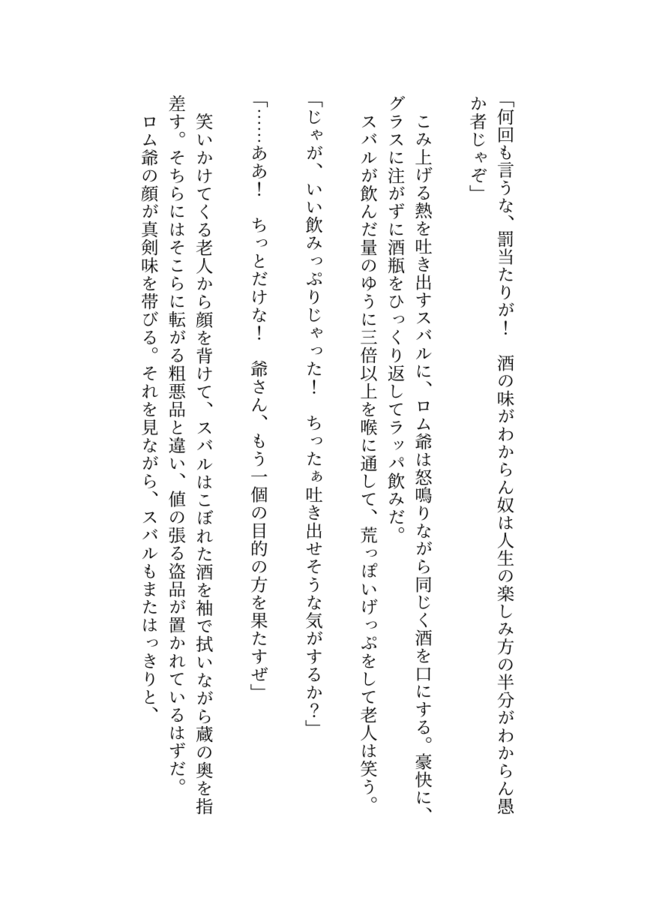 「何回も言うな、罰当たりが！　酒の味がわからん奴は人生の楽しみ方の半分がわからん愚
か者じゃぞ」
　こみ上げる熱を吐き出すスバルに、ロム爺は怒鳴りながら同じく酒を口にする。豪快に、
グラスに注がずに酒瓶をひっくり返してラッパ飲みだ。
　スバルが飲んだ量のゆうに三倍以上を喉に通して、荒っぽいげっぷをして老人は笑う。
「じゃが、いい飲みっぷりじゃった！　ちったぁ吐き出せそうな気がするか？」
「……ああ！　ちっとだけな！　爺さん、もう一個の目的の方を果たすぜ」
　笑いかけてくる老人から顔を背けて、スバルはこぼれた酒を袖で拭いながら蔵の奥を指
差す。そちらにはそこらに転がる粗悪品と違い、値の張る盗品が置かれているはずだ。
　ロム爺の顔が真剣味を帯びる。それを見ながら、スバルもまたはっきりと、